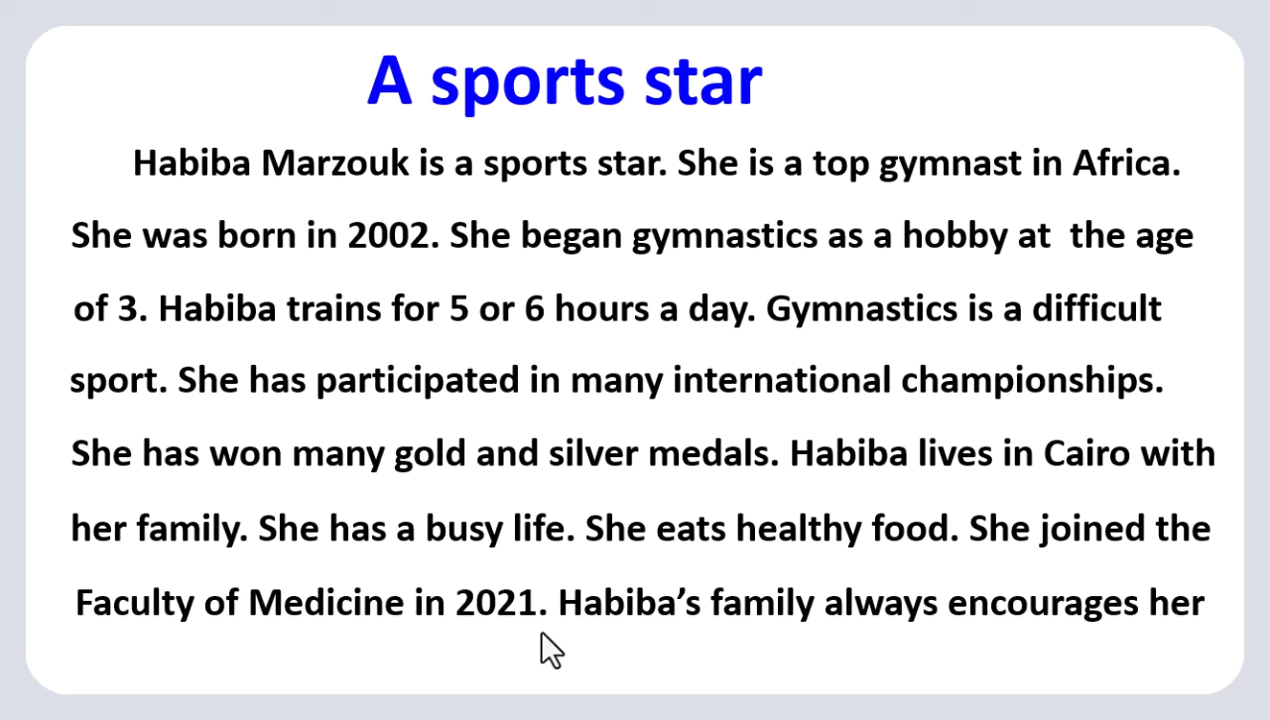 A sports star
Habiba Marzouk is a sports star. She is a top gymnast in Africa.
She was born in 2002. She began gymnastics as a hobby at the age
of 3. Habiba trains for 5 or 6 hours a day. Gymnastics is a difficult
sport. She has participated in many international championships.
She has won many gold and silver medals. Habiba lives in Cairo with
her family. She has a busy life. She eats healthy food. She joined the
Faculty of Medicine in 2021. Habiba’s family always encourages her